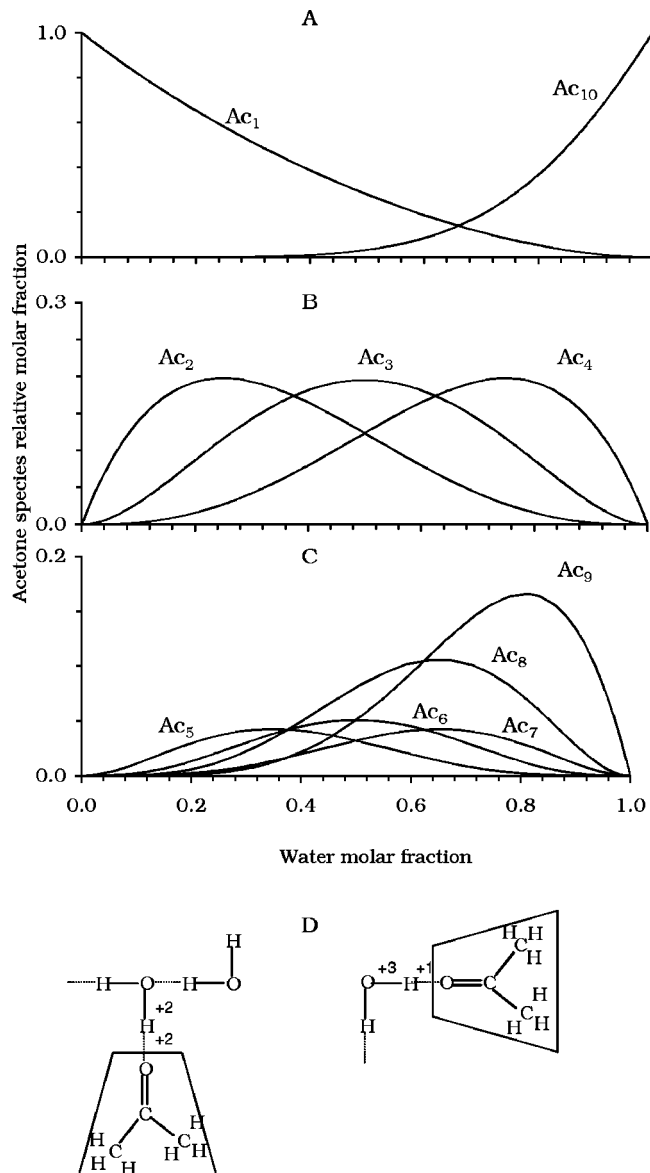 A
1.0
Ac1
Ac10
0.0
B
0.3
Ac2
Ac3
Ac4
0.0
C
0.2
Ac9
Ac8
Ac5
Ac6
Ac7
0.0
0.0 0.2 0.4 0.6 0.8 1.0
Water molar fraction
Acetone species relative molar fraction
D
H
H O H O
+2
H
+2
O
C
H H
H C C H
H H
+3 +1
O H O C
H
H
C H
H
H
C H
H